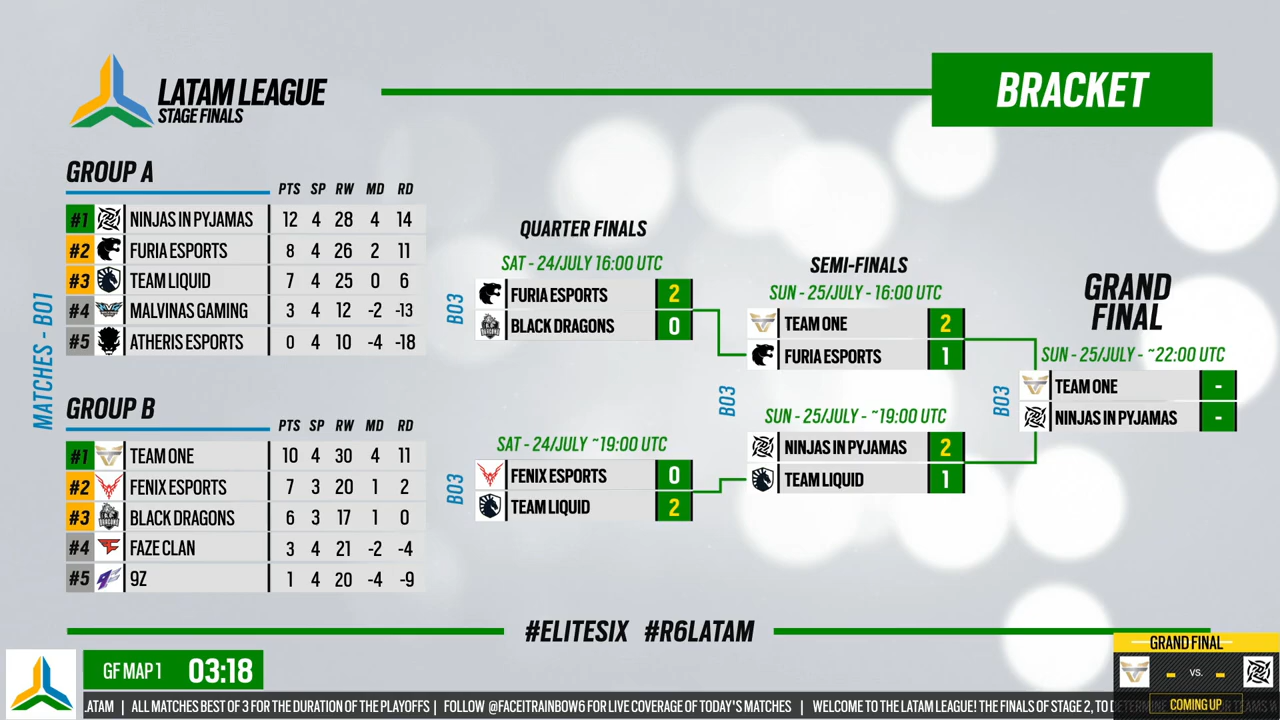 LATAM LEAGUE
STAGE FINALS
BRACKET
MATCHES - BO1
GROUP A
PTS SP RW MD RD
#1 NINJAS IN PYJAMAS 12 4 28 4 14
#2 FURIA ESPORTS 8 4 26 2 11
#3 TEAM LIQUID 7 4 25 0 6
#4 MALVINAS GAMING 3 4 12 -2 -13
#5 ATHERIS ESPORTS 0 4 10 -4 -18
GROUP B
PTS SP RW MD RD
#1 TEAM ONE 10 4 30 4 11
#2 FENIX ESPORTS 7 3 20 1 2
#3 BLACK DRAGONS 6 3 17 1 0
#4 FAZE CLAN 3 4 21 -2 -4
#5 9Z 1 4 20 -4 -9
QUARTER FINALS
SAT - 24/JULY 16:00 UTC
BO3
FURIA ESPORTS 2
BLACK DRAGONS 0
SAT - 24/JULY ~19:00 UTC
BO3
FENIX ESPORTS 0
TEAM LIQUID 2
SEMI-FINALS
SUN - 25/JULY - 16:00 UTC
TEAM ONE 2
FURIA ESPORTS 1
BO3
SUN - 25/JULY - ~19:00 UTC
NINJAS IN PYJAMAS 2
TEAM LIQUID 1
GRAND
FINAL
SUN - 25/JULY - ~22:00 UTC
BO3
TEAM ONE -
NINJAS IN PYJAMAS -
#ELITESIX #R6LATAM
GF MAP 1 03:18
GRAND FINAL
- VS. -
COMING UP
LATAM | ALL MATCHES BEST OF 3 FOR THE DURATION OF THE PLAYOFFS | FOLLOW @FACEITRAINBOW6 FOR LIVE COVERAGE OF TODAY'S MATCHES | WELCOME TO THE LATAM LEAGUE! THE FINALS OF STAGE 2, TO